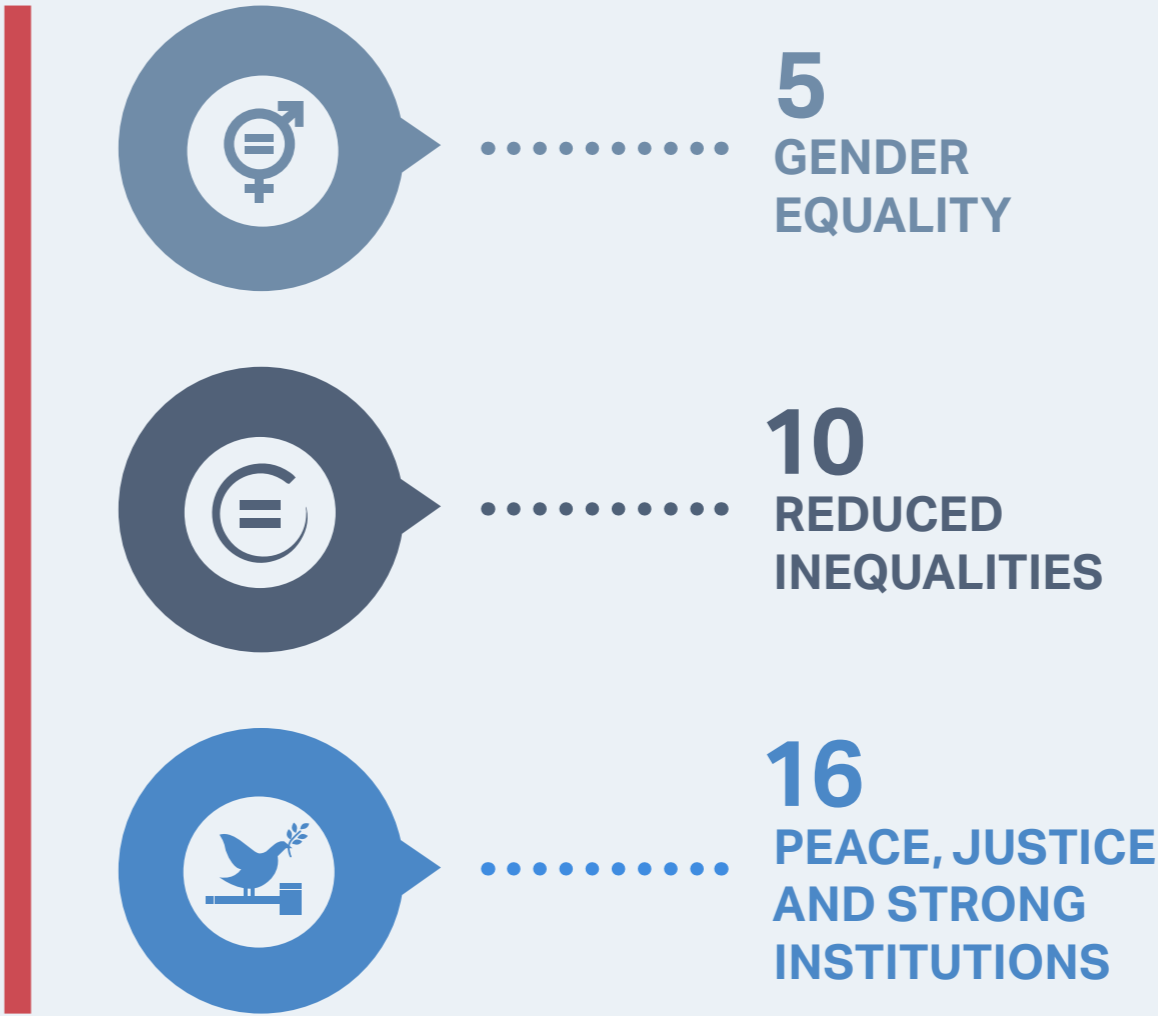 5
GENDER
EQUALITY
10
REDUCED
INEQUALITIES
16
PEACE, JUSTICE
AND STRONG
INSTITUTIONS